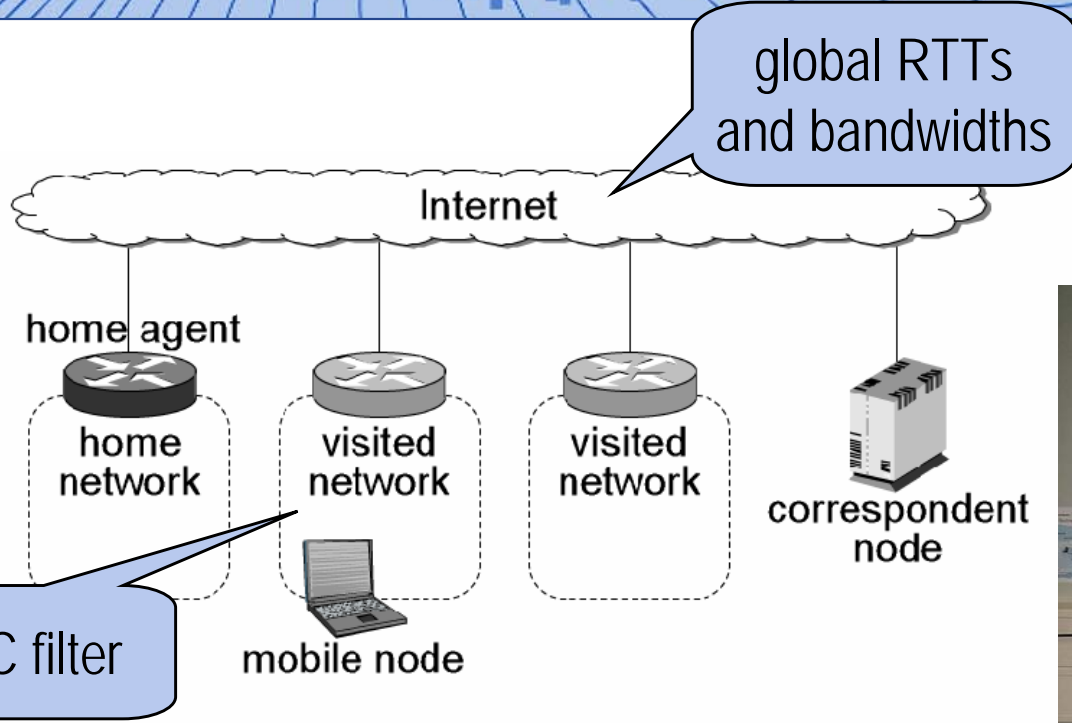 global RTTs
and bandwidths
Internet
home agent
home
network
visited
network
visited
network
correspondent
node
C filter
mobile node